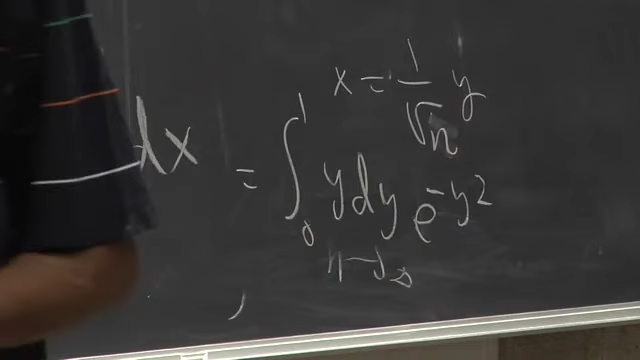 x = 1/√n y
dx = ∫₀¹ y dy e^{-y²}
n→∞